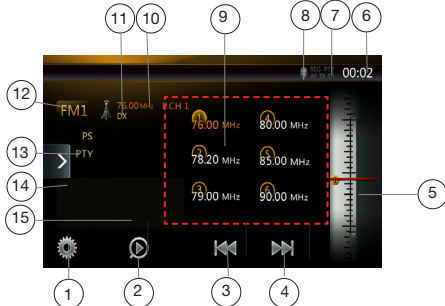 11 10 9 8 7 6
REG PTY
AF TA TP 00:02
12 FM1 76.00MHz P.CH 1
DX
1 76.00 MHz 4 80.00 MHz
PS
13 PTY
2 78.20 MHz 5 85.00 MHz
14
3 79.00 MHz 6 90.00 MHz
5
15
1 2 3 4